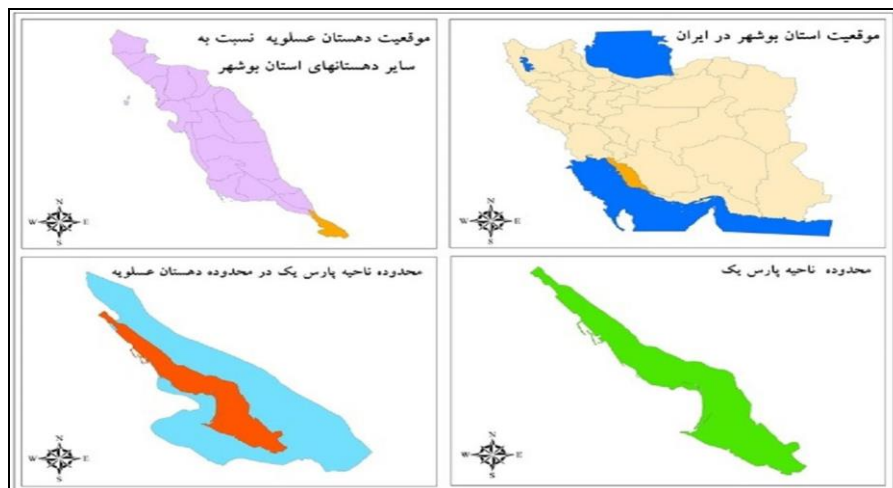 موقعیت استان بوشهر در ایران
N
W E
S
موقعیت دهستان عسلویه نسبت به
سایر دهستانهای استان بوشهر
N
W E
S
محدوده ناحیه پارس یک
N
W E
S
محدوده ناحیه پارس یک در محدوده دهستان عسلویه
N
W E
S